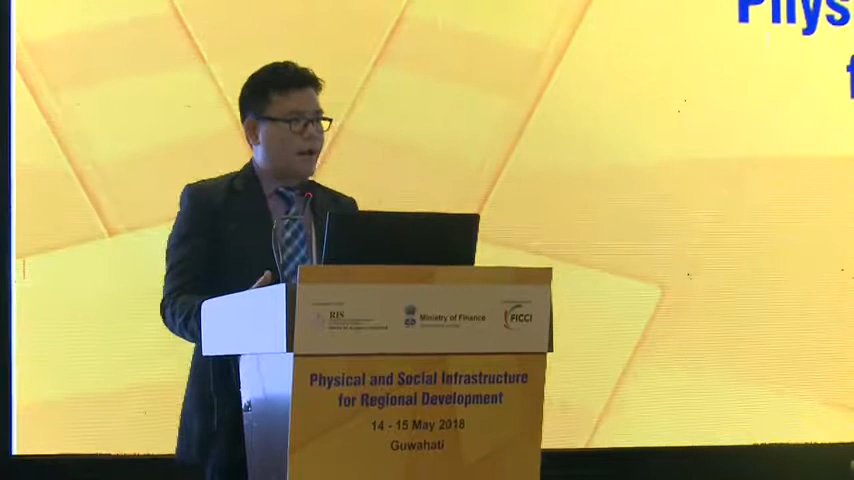 Phys
f
RIS
Ministry of Finance
FICCI
Physical and Social Infrastructure
for Regional Development
14 - 15 May 2018
Guwahati